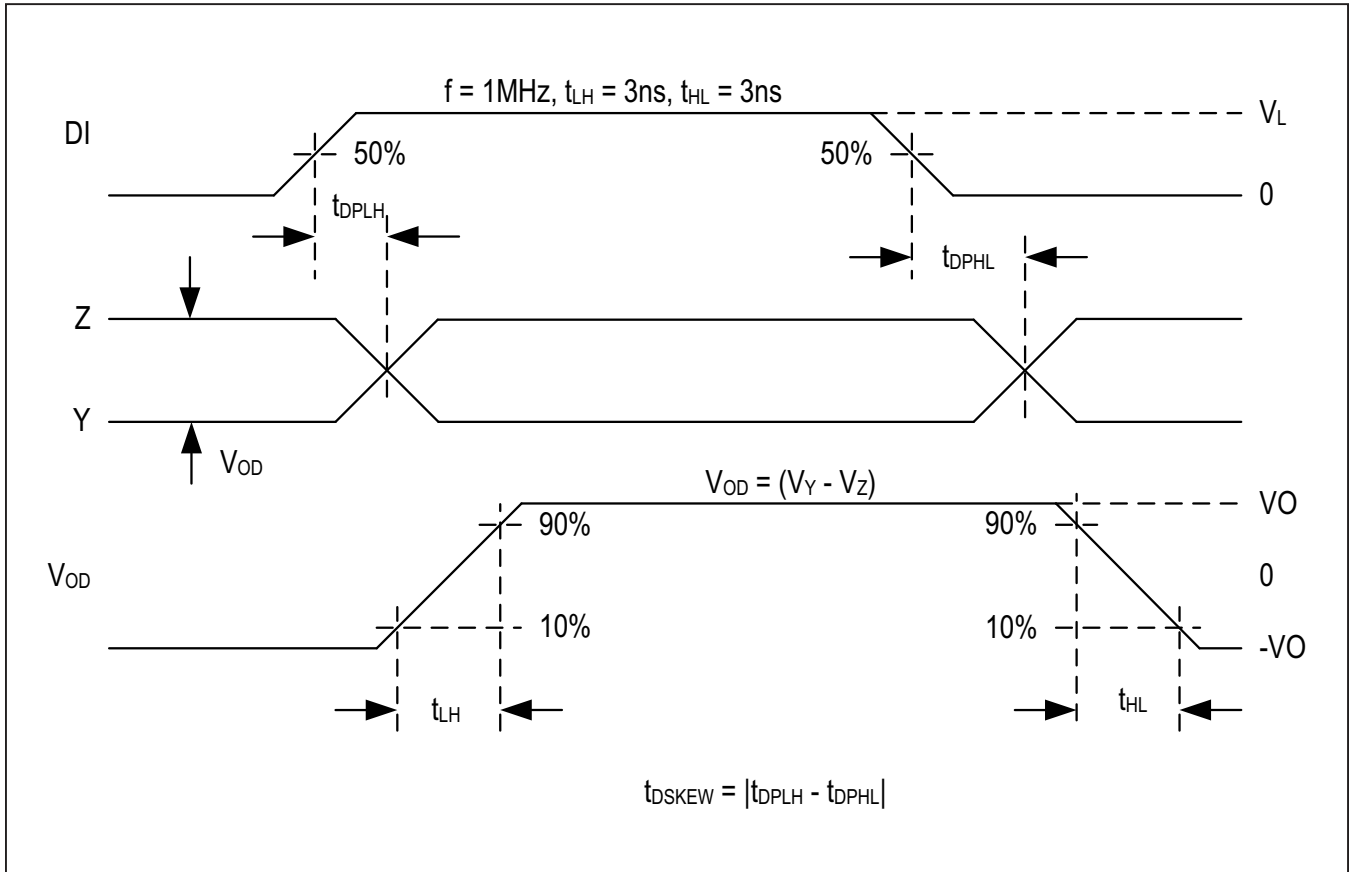 f = 1MHz, tLH = 3ns, tHL = 3ns
DI
VL
50%
50%
0
tDPLH
tDPHL
Z
Y
VOD
VOD = (VY - VZ)
VO
90%
90%
VOD
0
10%
10%
-VO
tLH
tHL
tDSKEW = |tDPLH - tDPHL|